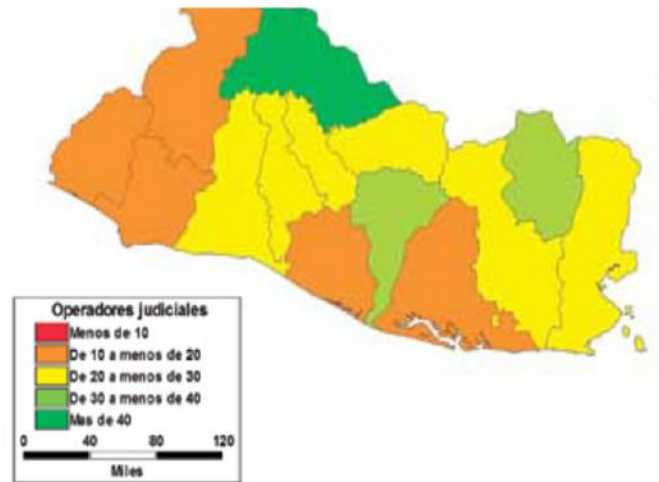 Operadores judiciales
Menos de 10
De 10 a menos de 20
De 20 a menos de 30
De 30 a menos de 40
Mas de 40
0 40 80 120
Miles